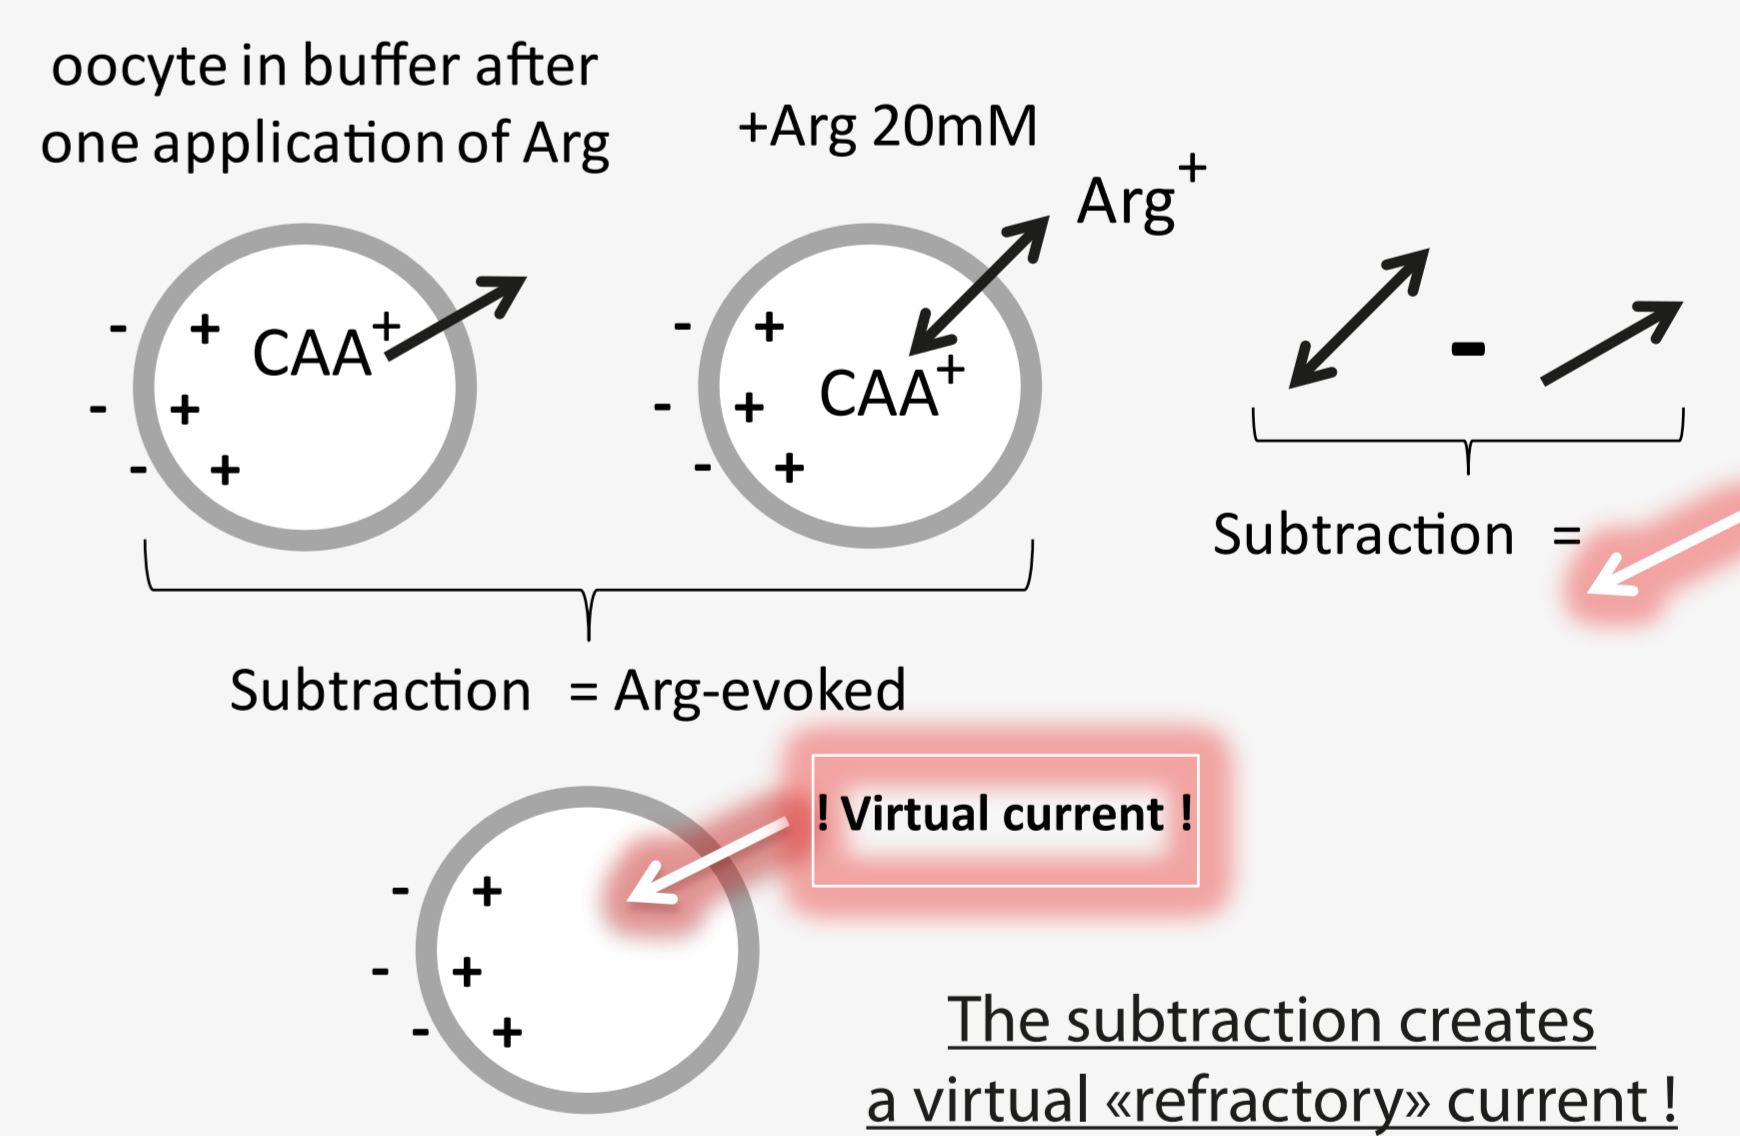 oocyte in buffer after
one application of Arg
+Arg 20mM
Arg+
- + CAA+
- +
- +
- +
- + CAA+
- +
-
Subtraction =
Subtraction = Arg-evoked
! Virtual current !
- +
- +
- +
The subtraction creates
a virtual «refractory» current !